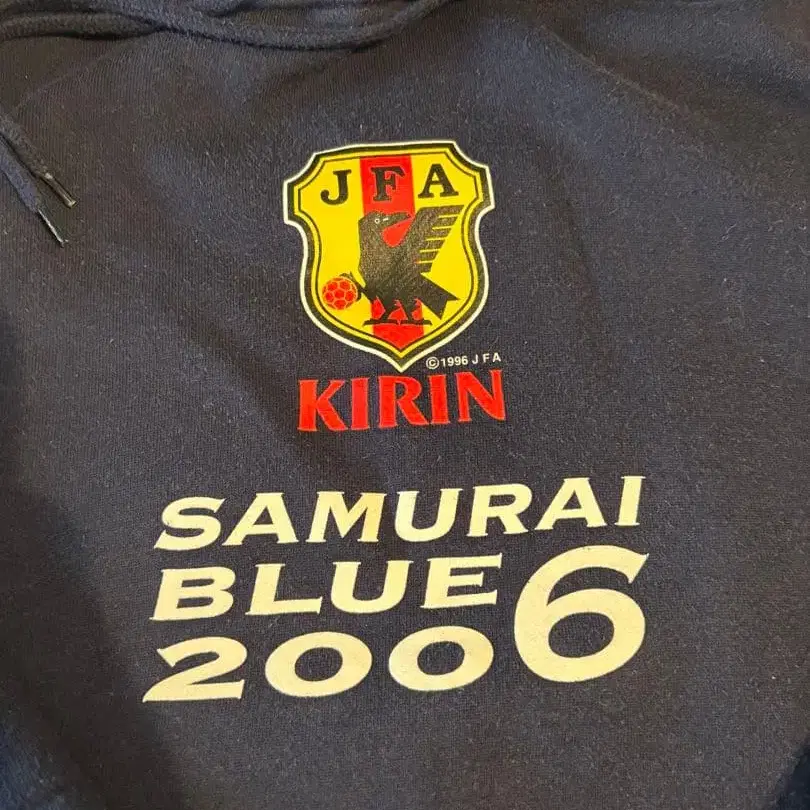 JFA
©1996 JFA
KIRIN
SAMURAI
BLUE
2006